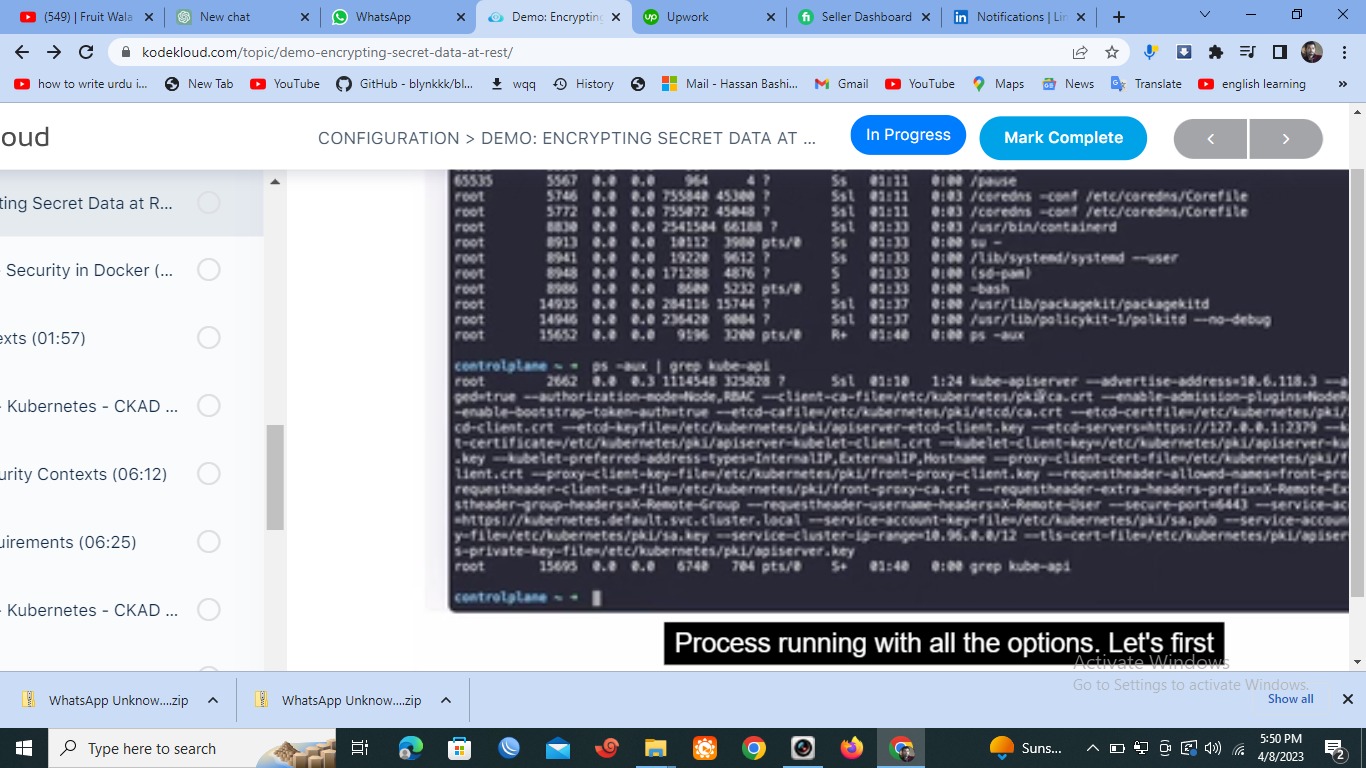 (549) | Fruit Wala
New chat
WhatsApp
Demo: Encrypting
Upwork
Seller Dashboard
Notifications | Lin
kodekloud.com/topic/demo-encrypting-secret-data-at-rest/
how to write urdu i...
New Tab
YouTube
GitHub - blynkkk/bl...
wqq
History
Mail - Hassan Bashi...
Gmail
YouTube
Maps
News
Translate
english learning
»
oud
CONFIGURATION > DEMO: ENCRYPTING SECRET DATA AT ...
In Progress
Mark Complete
ting Secret Data at R...
Security in Docker (...
exts (01:57)
- Kubernetes - CKAD ...
urity Contexts (06:12)
uirements (06:25)
- Kubernetes - CKAD ...
65535 5567 0.0 0.0 964 4 ? Ss 01:11 0:00 /pause
root 5746 0.0 0.0 755840 45300 ? Ssl 01:11 0:03 /coredns -conf /etc/coredns/Corefile
root 5772 0.0 0.0 755072 45048 ? Ssl 01:11 0:03 /coredns -conf /etc/coredns/Corefile
root 8830 0.0 0.0 2541504 66188 ? Ssl 01:33 0:03 /usr/bin/containerd
root 8913 0.0 0.0 10112 3980 pts/0 Ss 01:33 0:00 su -
root 8941 0.0 0.0 19220 9612 ? Ss 01:33 0:00 /lib/systemd/systemd --user
root 8948 0.0 0.0 171288 4876 ? S 01:33 0:00 (sd-pam)
root 8986 0.0 0.0 8600 5232 pts/0 S 01:33 0:00 -bash
root 14935 0.0 0.0 284116 15744 ? Ssl 01:37 0:00 /usr/lib/packagekit/packagekitd
root 14946 0.0 0.0 236420 9084 ? Ssl 01:37 0:00 /usr/lib/policykit-1/polkitd --no-debug
root 15652 0.0 0.0 9196 3200 pts/0 R+ 01:40 0:00 ps -aux
controlplane ~ ➜ ps -aux | grep kube-api
root 2662 0.0 0.3 1114548 325828 ? Ssl 01:10 1:24 kube-apiserver --advertise-address=10.6.118.3 --a
ged=true --authorization-mode=Node,RBAC --client-ca-file=/etc/kubernetes/pki/ca.crt --enable-admission-plugins=NodeR
-enable-bootstrap-token-auth=true --etcd-cafile=/etc/kubernetes/pki/etcd/ca.crt --etcd-certfile=/etc/kubernetes/pki/
cd-client.crt --etcd-keyfile=/etc/kubernetes/pki/apiserver-etcd-client.key --etcd-servers=https://127.0.0.1:2379 --k
t-certificate=/etc/kubernetes/pki/apiserver-kubelet-client.crt --kubelet-client-key=/etc/kubernetes/pki/apiserver-ku
.key --kubelet-preferred-address-types=InternalIP,ExternalIP,Hostname --proxy-client-cert-file=/etc/kubernetes/pki/f
lient.crt --proxy-client-key-file=/etc/kubernetes/pki/front-proxy-client.key --requestheader-allowed-names=front-pro
requestheader-client-ca-file=/etc/kubernetes/pki/front-proxy-ca.crt --requestheader-extra-headers-prefix=X-Remote-Ex
stheader-group-headers=X-Remote-Group --requestheader-username-headers=X-Remote-User --secure-port=6443 --service-ac
=https://kubernetes.default.svc.cluster.local --service-account-key-file=/etc/kubernetes/pki/sa.pub --service-accoun
y-file=/etc/kubernetes/pki/sa.key --service-cluster-ip-range=10.96.0.0/12 --tls-cert-file=/etc/kubernetes/pki/apiser
s-private-key-file=/etc/kubernetes/pki/apiserver.key
root 15695 0.0 0.0 6740 704 pts/0 S+ 01:40 0:00 grep kube-api
controlplane ~ ➜
Process running with all the options. Let's first
Activate Windows
Go to Settings to activate Windows.
WhatsApp Unknow....zip
WhatsApp Unknow....zip
Show all
Type here to search
Suns...
5:50 PM
4/8/2023
2